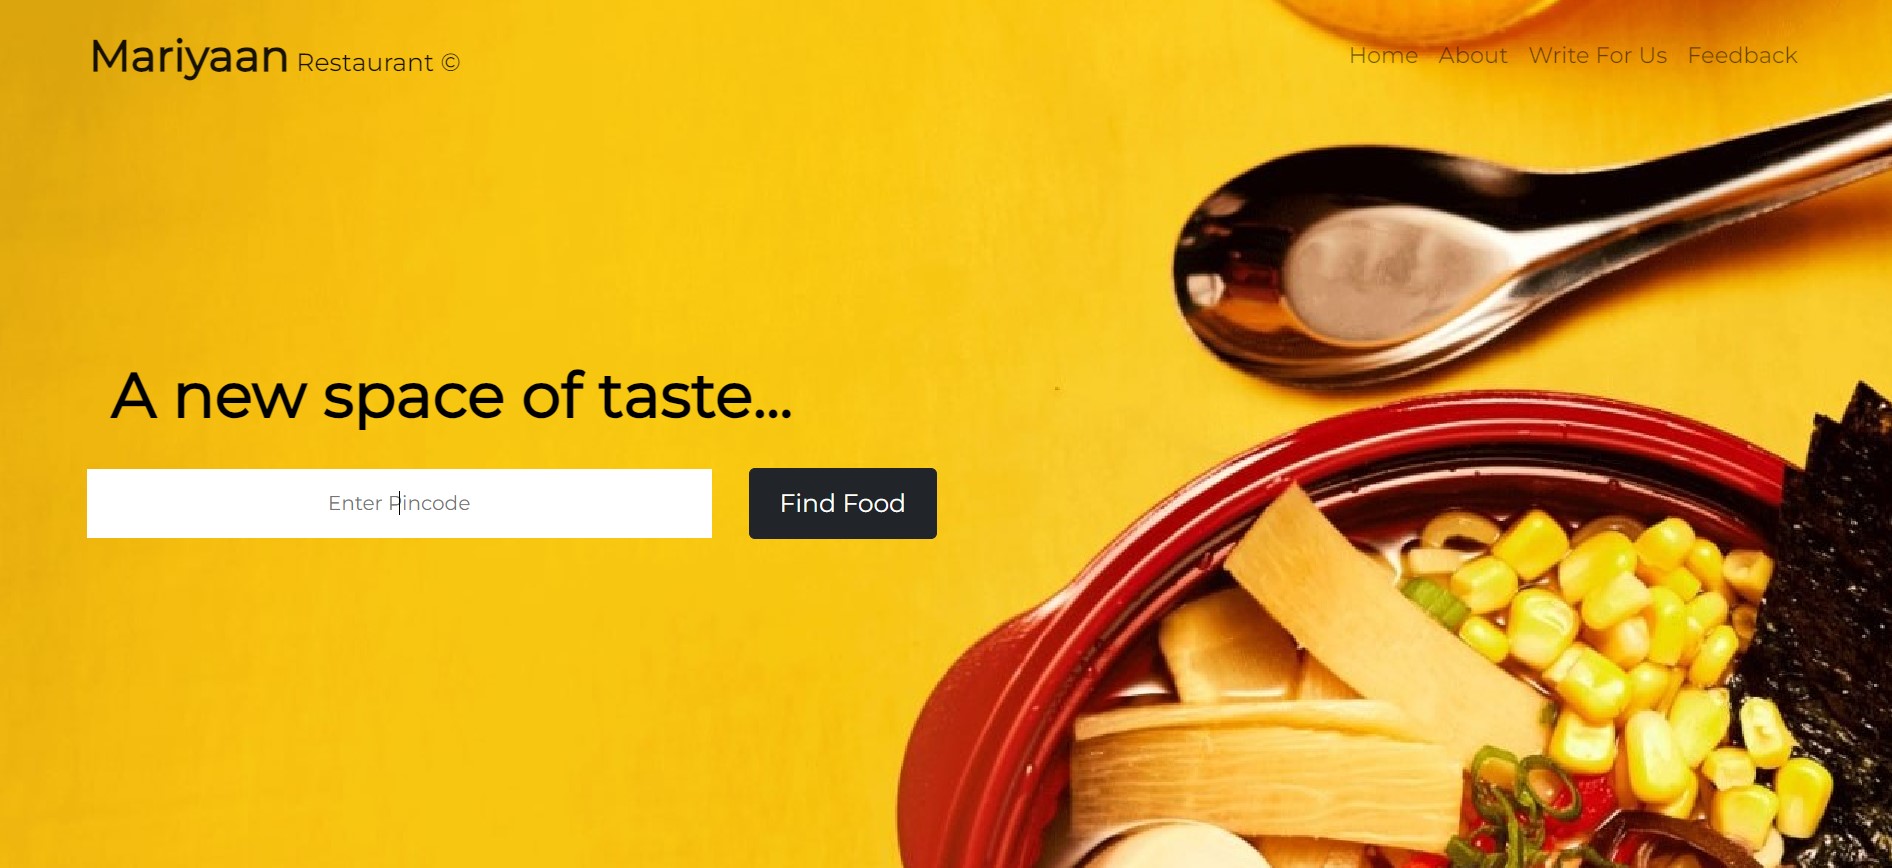 Mariyaan Restaurant ©
Home About Write For Us Feedback
A new space of taste...
Enter Pincode
Find Food